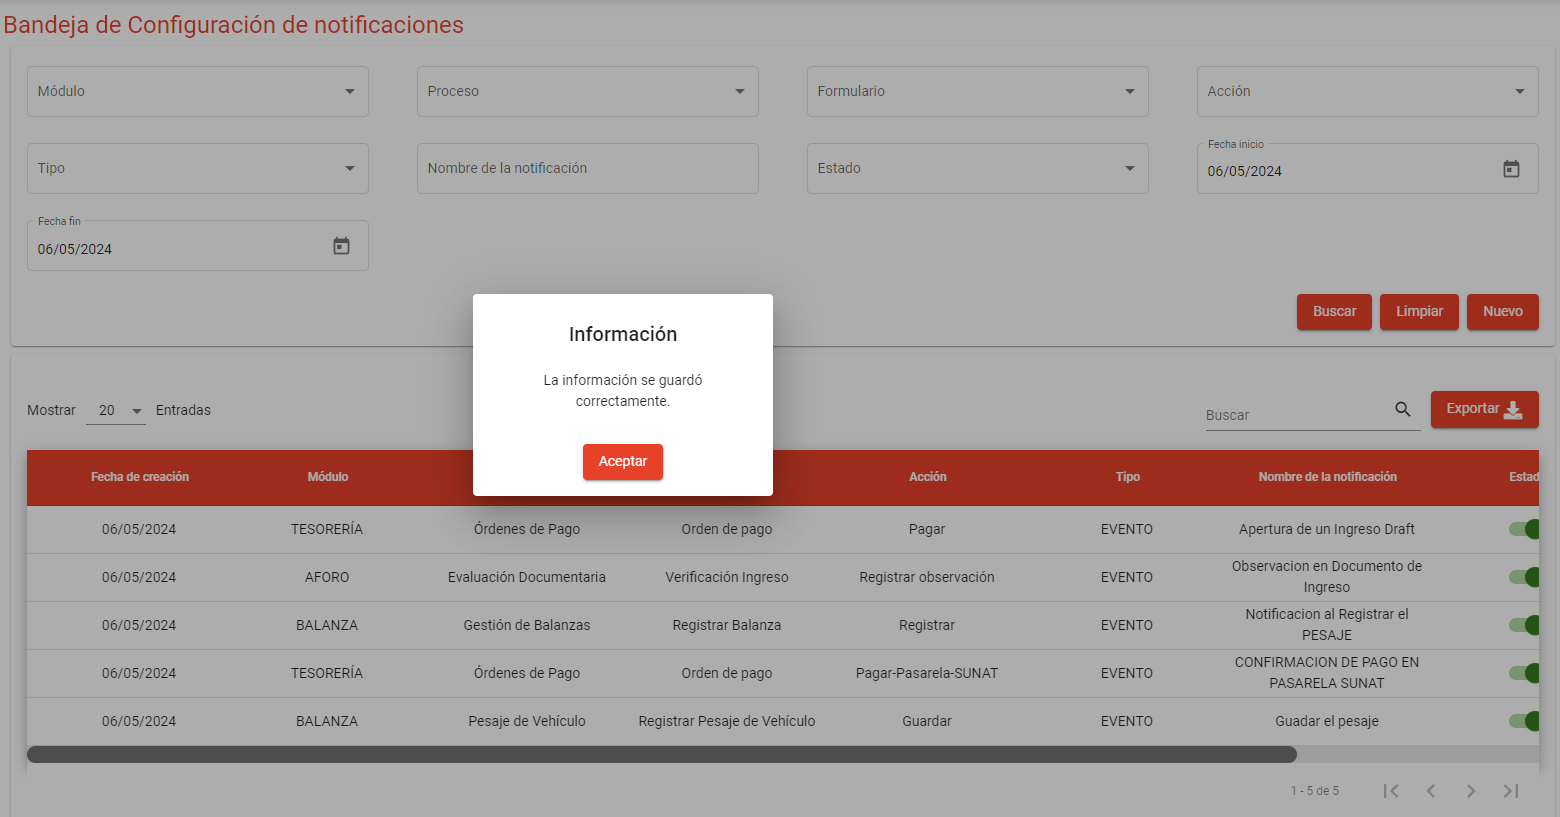 Bandeja de Configuración de notificaciones
Módulo
Proceso
Formulario
Acción
Tipo
Nombre de la notificación
Estado
Fecha inicio
06/05/2024
Fecha fin
06/05/2024
Buscar
Limpiar
Nuevo
Información
La información se guardó
correctamente.
Aceptar
Mostrar 20 Entradas
Buscar
Exportar
Fecha de creación Módulo Acción Tipo Nombre de la notificación Estad
06/05/2024 TESORERÍA Órdenes de Pago Orden de pago Pagar EVENTO Apertura de un Ingreso Draft
06/05/2024 AFORO Evaluación Documentaria Verificación Ingreso Registrar observación EVENTO Observacion en Documento de
Ingreso
06/05/2024 BALANZA Gestión de Balanzas Registrar Balanza Registrar EVENTO Notificacion al Registrar el
PESAJE
06/05/2024 TESORERÍA Órdenes de Pago Orden de pago Pagar-Pasarela-SUNAT EVENTO CONFIRMACION DE PAGO EN
PASARELA SUNAT
06/05/2024 BALANZA Pesaje de Vehículo Registrar Pesaje de Vehículo Guardar EVENTO Guadar el pesaje
1 - 5 de 5